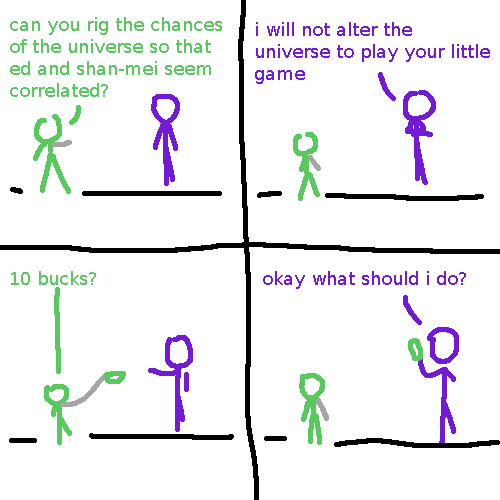 can you rig the chances
of the universe so that
ed and shan-mei seem
correlated?
i will not alter the
universe to play your little
game
10 bucks?
okay what should i do?